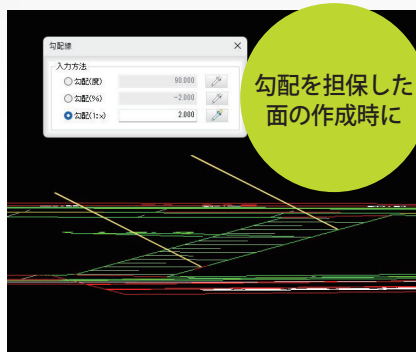 勾配線
入力方法
勾配(度) 90.000
勾配(%) -2.000
勾配(1:x) 2.000
勾配を担保した
面の作成時に